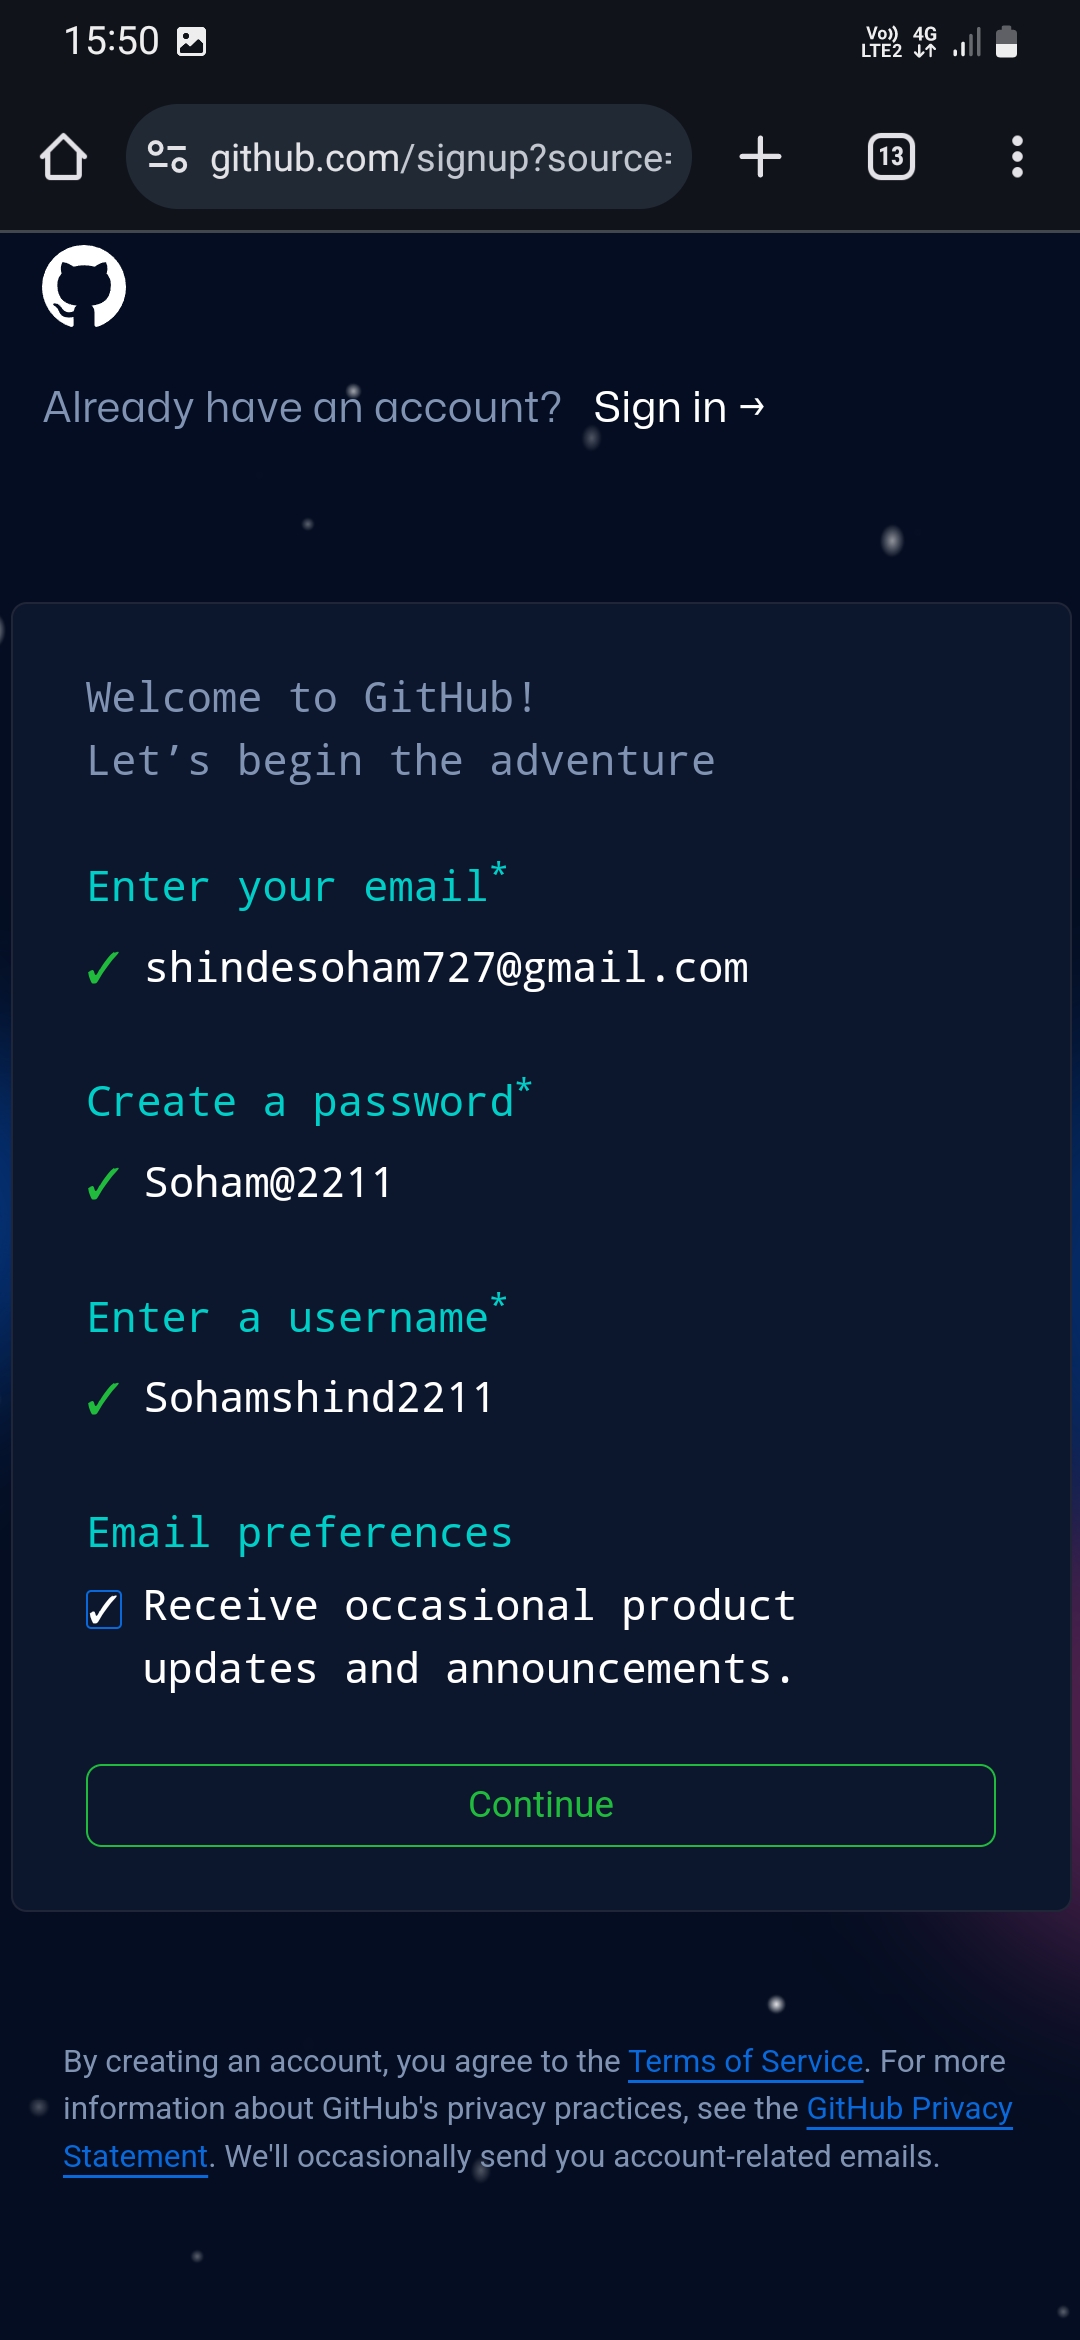 15:50
Vo)) 4G
LTE2
github.com/signup?source=
13
Already have an account? Sign in →
Welcome to GitHub!
Let’s begin the adventure
Enter your email*
✓ shindesoham727@gmail.com
Create a password*
✓ Soham@2211
Enter a username*
✓ Sohamshind2211
Email preferences
Receive occasional product
updates and announcements.
Continue
By creating an account, you agree to the Terms of Service. For more
information about GitHub's privacy practices, see the GitHub Privacy
Statement. We'll occasionally send you account-related emails.